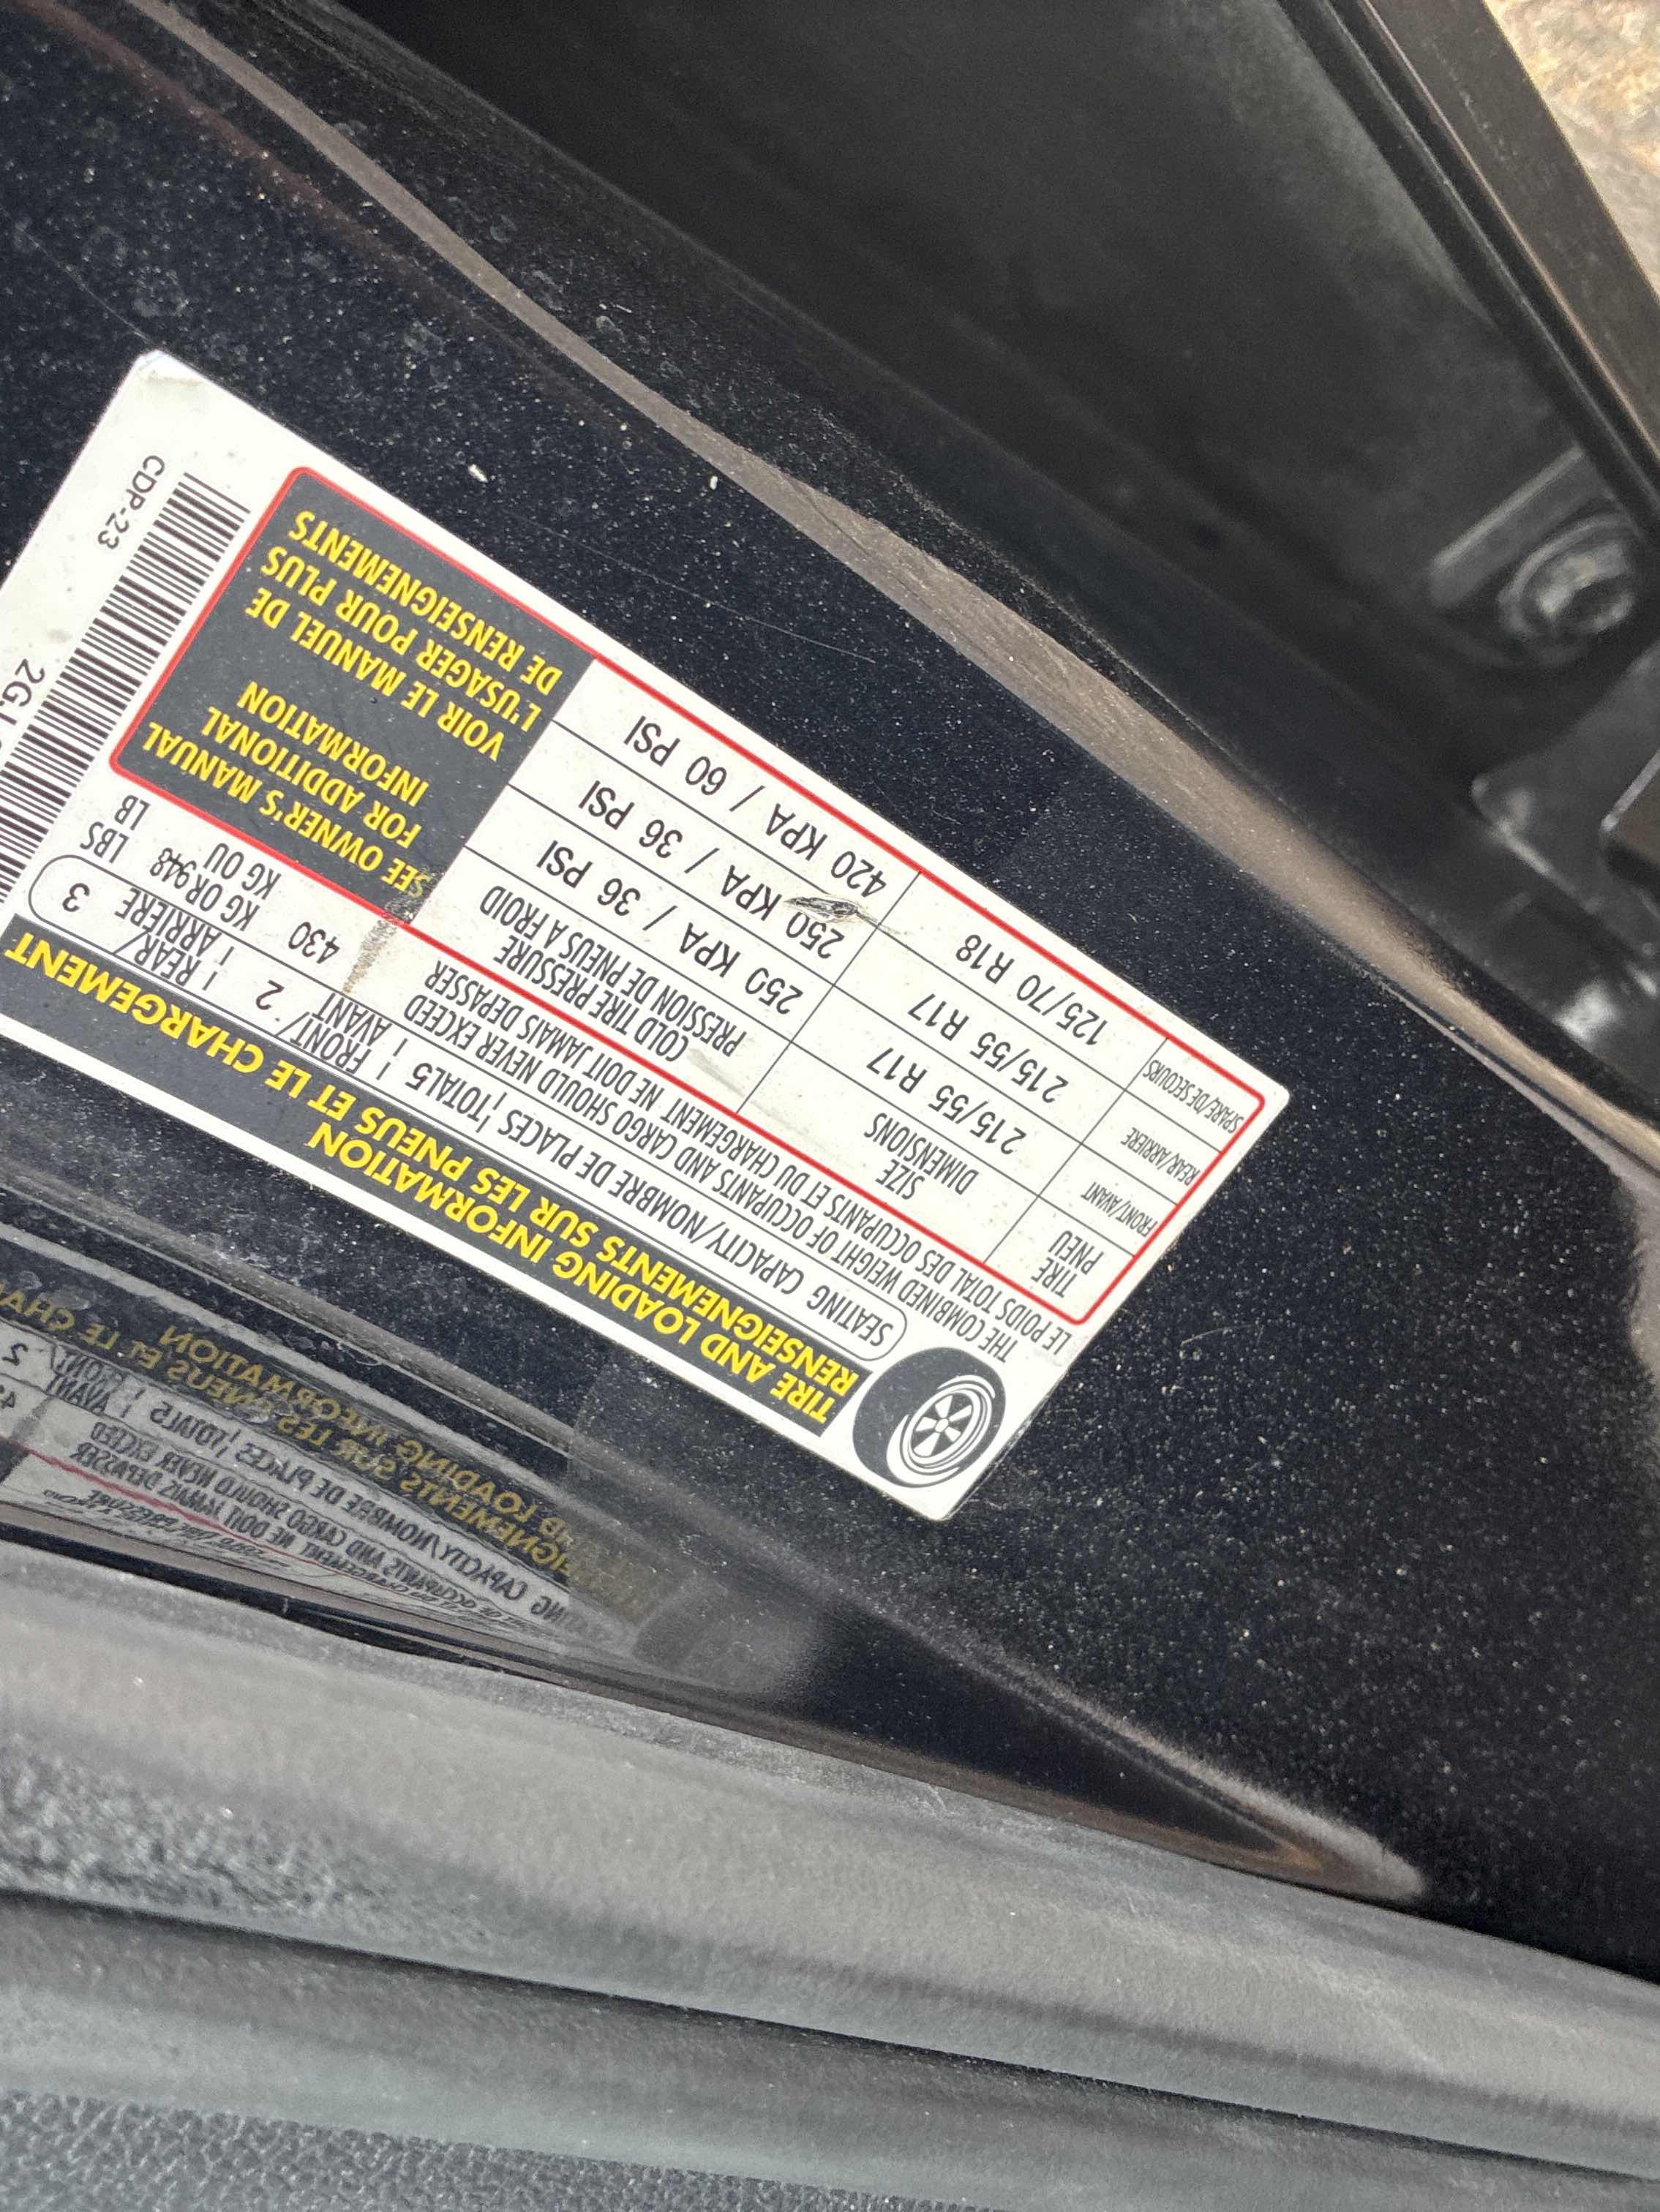 TIRE AND LOADING INFORMATION
RENSEIGNEMENTS SUR LES PNEUS ET LE CHARGEMENT
SEATING CAPACITY/NOMBRE DE PLACES TOTAL 5 FRONT/AVANT 2 REAR/ARRIÈRE 3
THE COMBINED WEIGHT OF OCCUPANTS AND CARGO SHOULD NEVER EXCEED 430 KG OR 948 LBS
LE POIDS TOTAL DES OCCUPANTS ET DU CHARGEMENT NE DOIT JAMAIS DEPASSER KG OU LB
TIRE SIZE COLD TIRE PRESSURE
PNEU DIMENSIONS PRESSION DE PNEUS A FROID
FRONT/AVANT 215/55 R17 250 KPA / 36 PSI
REAR/ARRIERE 215/55 R17 250 KPA / 36 PSI
SPARE/DE SECOURS 125/70 R18 420 KPA / 60 PSI
SEE OWNER'S MANUAL
FOR ADDITIONAL
INFORMATION
VOIR LE MANUEL DE
L'USAGER POUR PLUS
DE RENSEIGNEMENTS
CDP-23